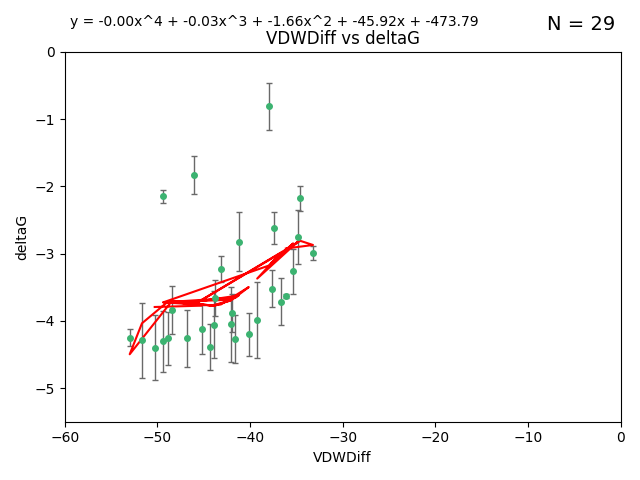 y = -0.00x^4 + -0.03x^3 + -1.66x^2 + -45.92x + -473.79
N = 29
VDWDiff vs deltaG
0
−1
−2
−3
−4
−5
deltaG
−60 −50 −40 −30 −20 −10 0
VDWDiff